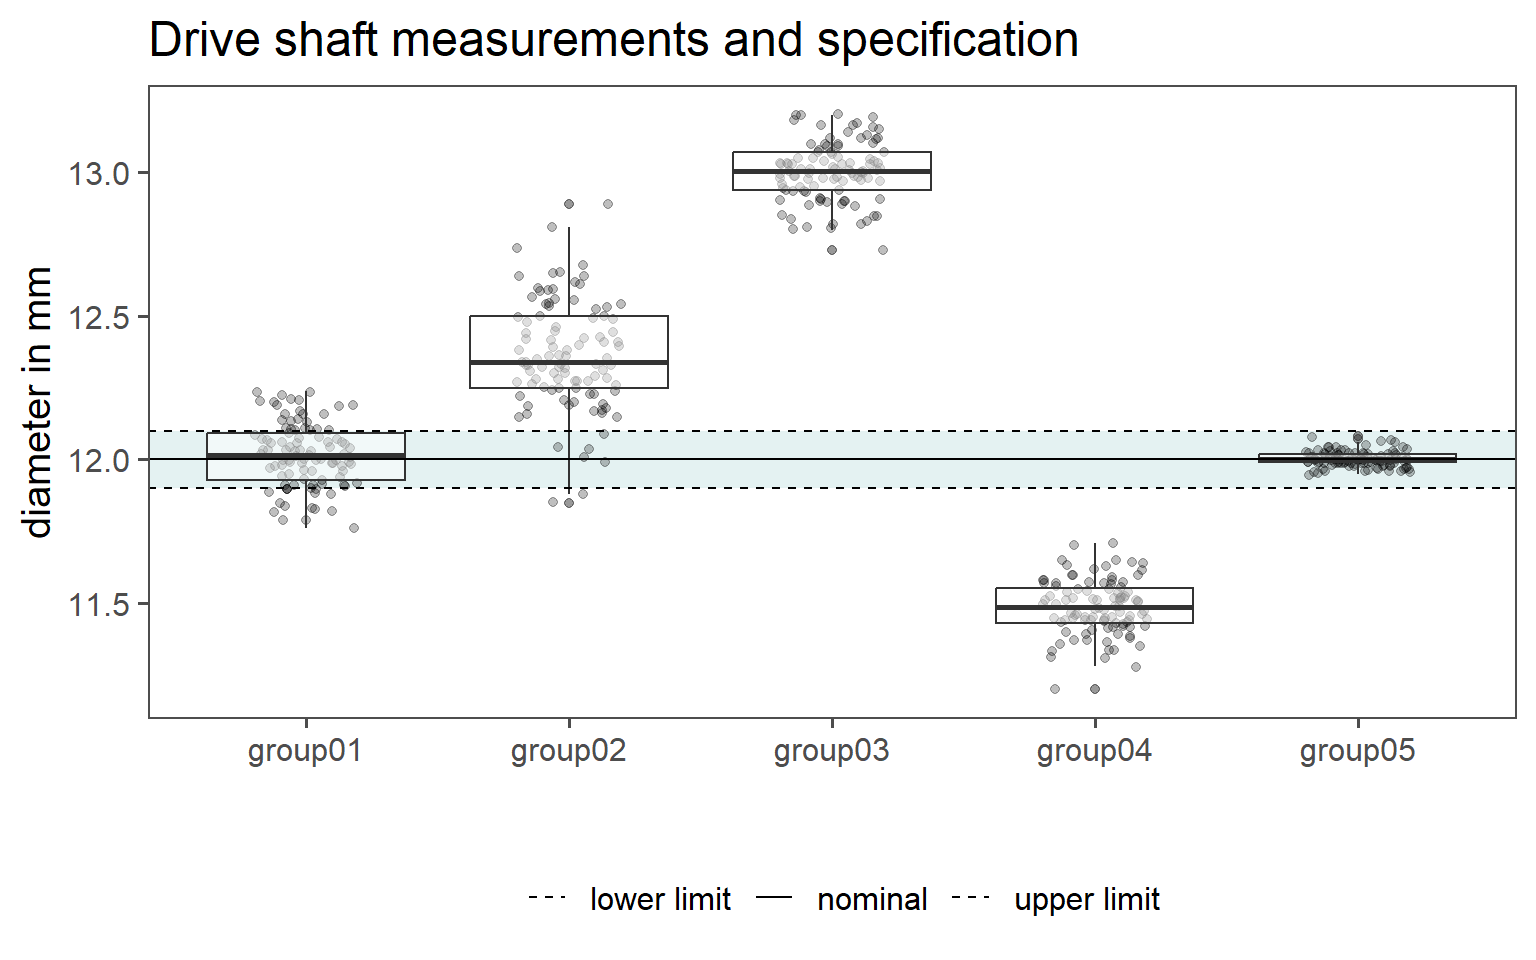 Drive shaft measurements and specification
diameter in mm
13.0
12.5
12.0
11.5
group01 group02 group03 group04 group05
lower limit nominal upper limit